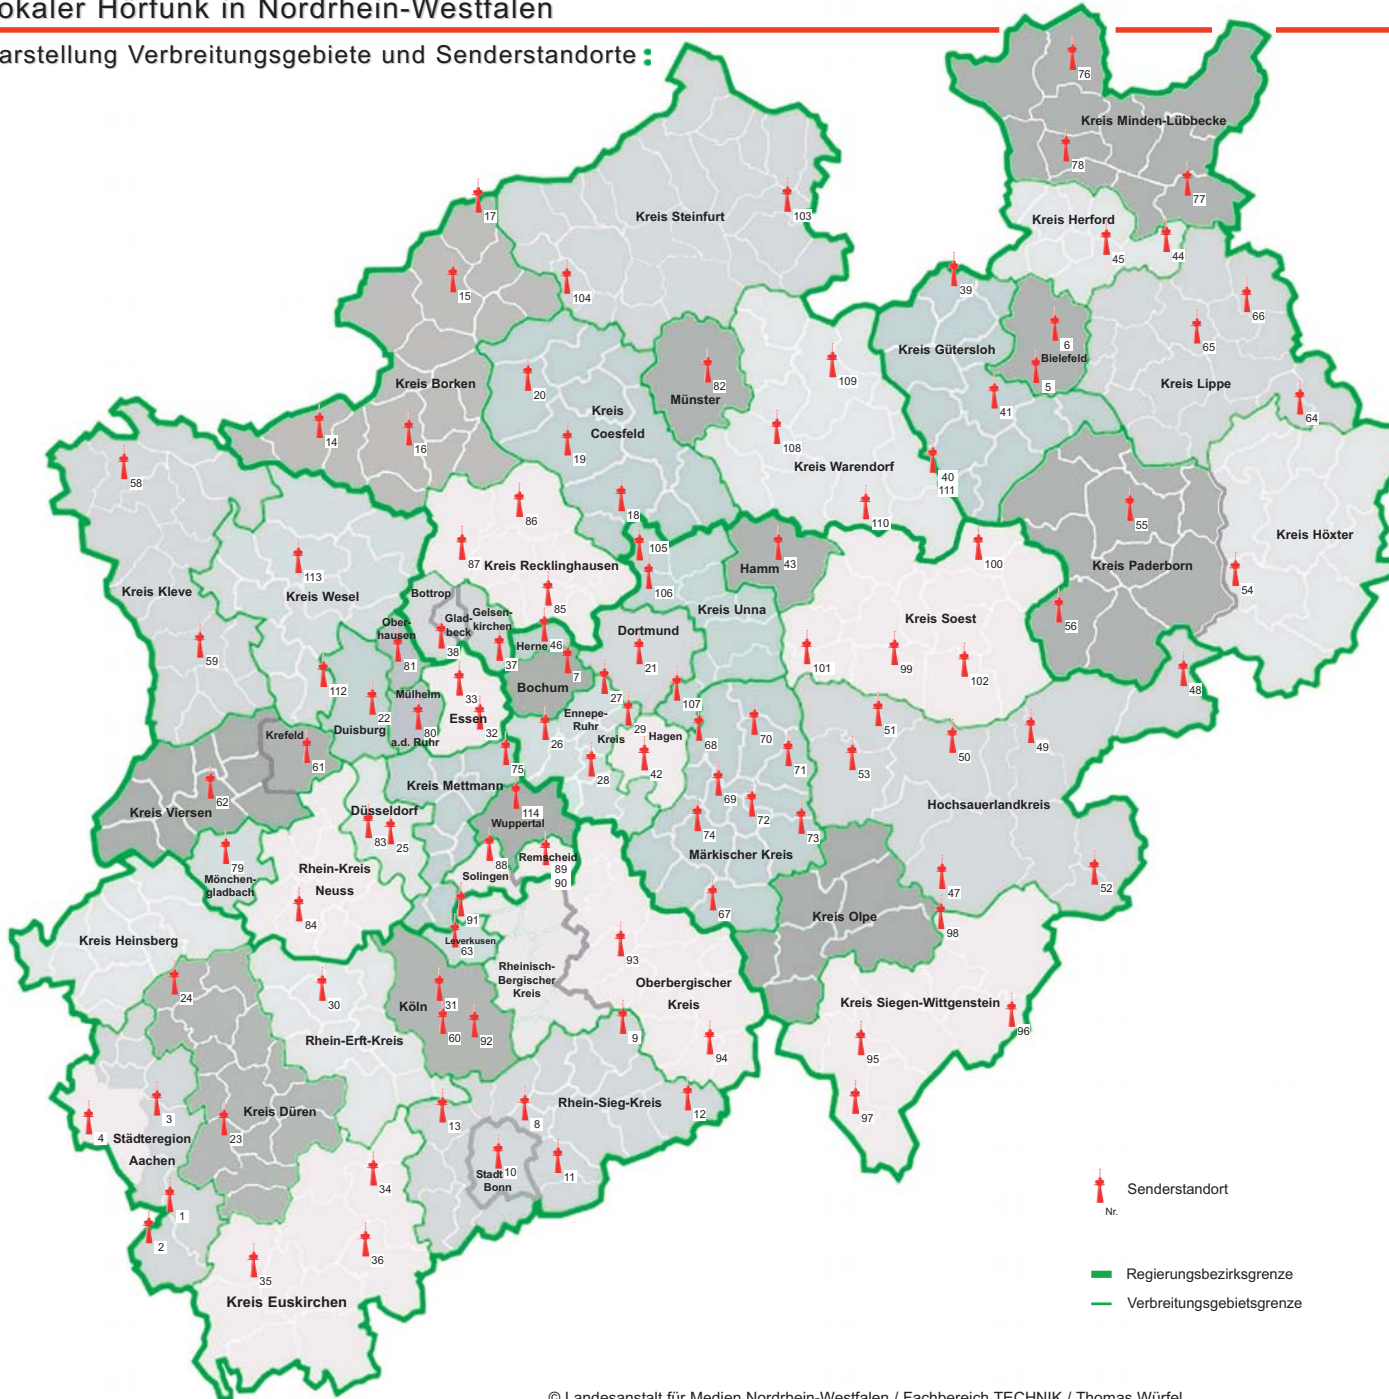 okaler Hörfunk in Nordrhein-Westfalen
arstellung Verbreitungsgebiete und Senderstandorte :
76
Kreis Minden-Lübbecke
78
77
17
Kreis Steinfurt
103
Kreis Herford
45
44
15
104
39
66
6
65
Kreis Gütersloh
Bielefeld
5
Kreis Lippe
109
82
Münster
20
Kreis Borken
41
64
Kreis
Coesfeld
14
16
19
108
Kreis Warendorf
40
111
58
18
110
55
86
Kreis Höxter
105
100
87
Kreis Recklinghausen
Hamm
43
Kreis Paderborn
54
113
Kreis Kleve
Kreis Wesel
Bottrop
106
85
Kreis Unna
56
Ober-
hausen
Glad-
beck
Gelsen-
kirchen
Kreis Soest
Dortmund
Herne
46
38
37
59
81
7
21
101
99
102
48
112
Mülheim
33
Bochum
27
107
22
Essen
Ennepe-
Ruhr
Kreis
29
Hagen
51
Krefeld
Duisburg
80
a.d. Ruhr
32
26
68
70
50
49
61
75
71
53
28
42
Kreis Mettmann
62
69
72
Kreis Viersen
Düsseldorf
114
Wuppertal
Hochsauerlandkreis
83
25
74
73
79
Mönchen-
gladbach
Rhein-Kreis
Neuss
88
Solingen
Remscheid
89
90
Märkischer Kreis
47
52
84
91
67
Kreis Olpe
98
Kreis Heinsberg
Leverkusen
63
93
24
Rheinisch-
Bergischer
Kreis
Oberbergischer
Kreis
30
Köln
31
Kreis Siegen-Wittgenstein
96
Rhein-Erft-Kreis
60
92
9
94
95
3
4
Kreis Düren
23
Rhein-Sieg-Kreis
12
13
8
97
Städteregion
Aachen
10
Stadt
Bonn
11
34
Senderstandort
Nr.
1
2
36
35
Regierungsbezirksgrenze
Kreis Euskirchen
Verbreitungsgebietsgrenze
© Landesanstalt für Medien Nordrhein-Westfalen / Fachbereich TECHNIK / Thomas Würfel